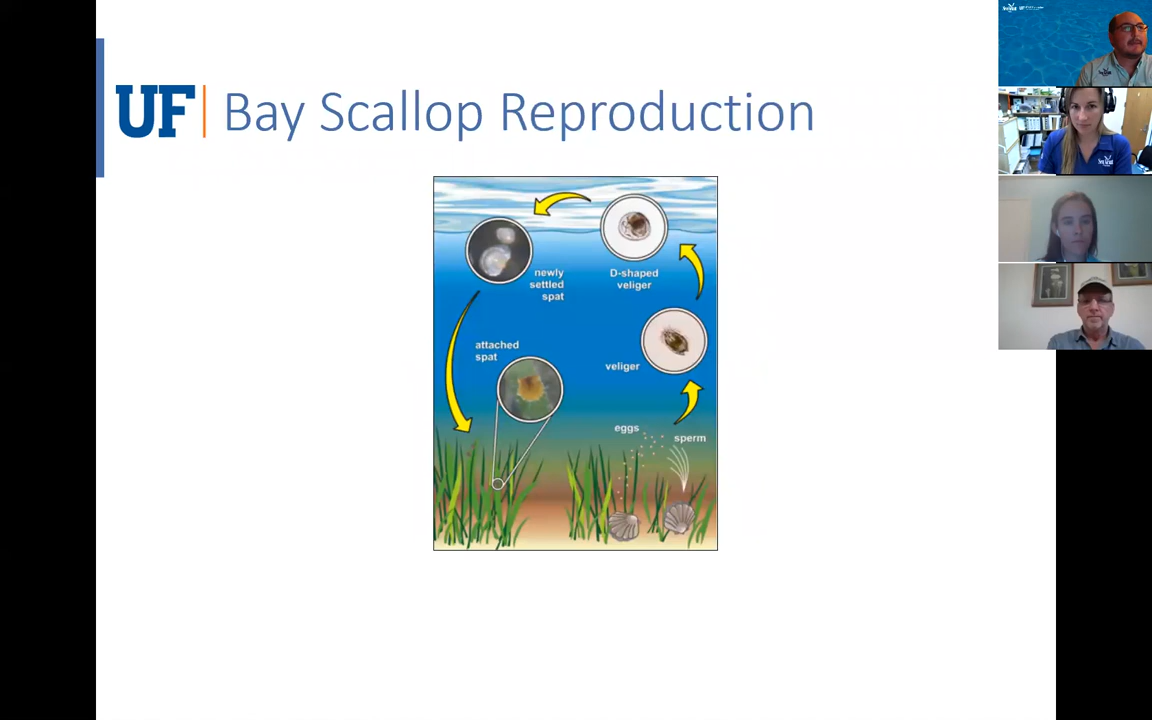 UF | Bay Scallop Reproduction
newly
settled
spat
D-shaped
veliger
attached
spat
veliger
eggs
sperm